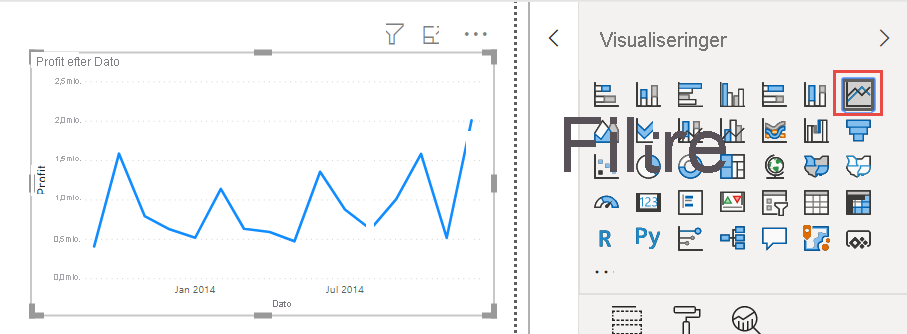 Visualiseringer
Profit efter Dato
2,5 mio.
2,0 mio.
1,5 mio.
1,0 mio.
0,5 mio.
0,0 mio.
Profit
Jan 2014
Jul 2014
Dato
Filtre
123
R
Py